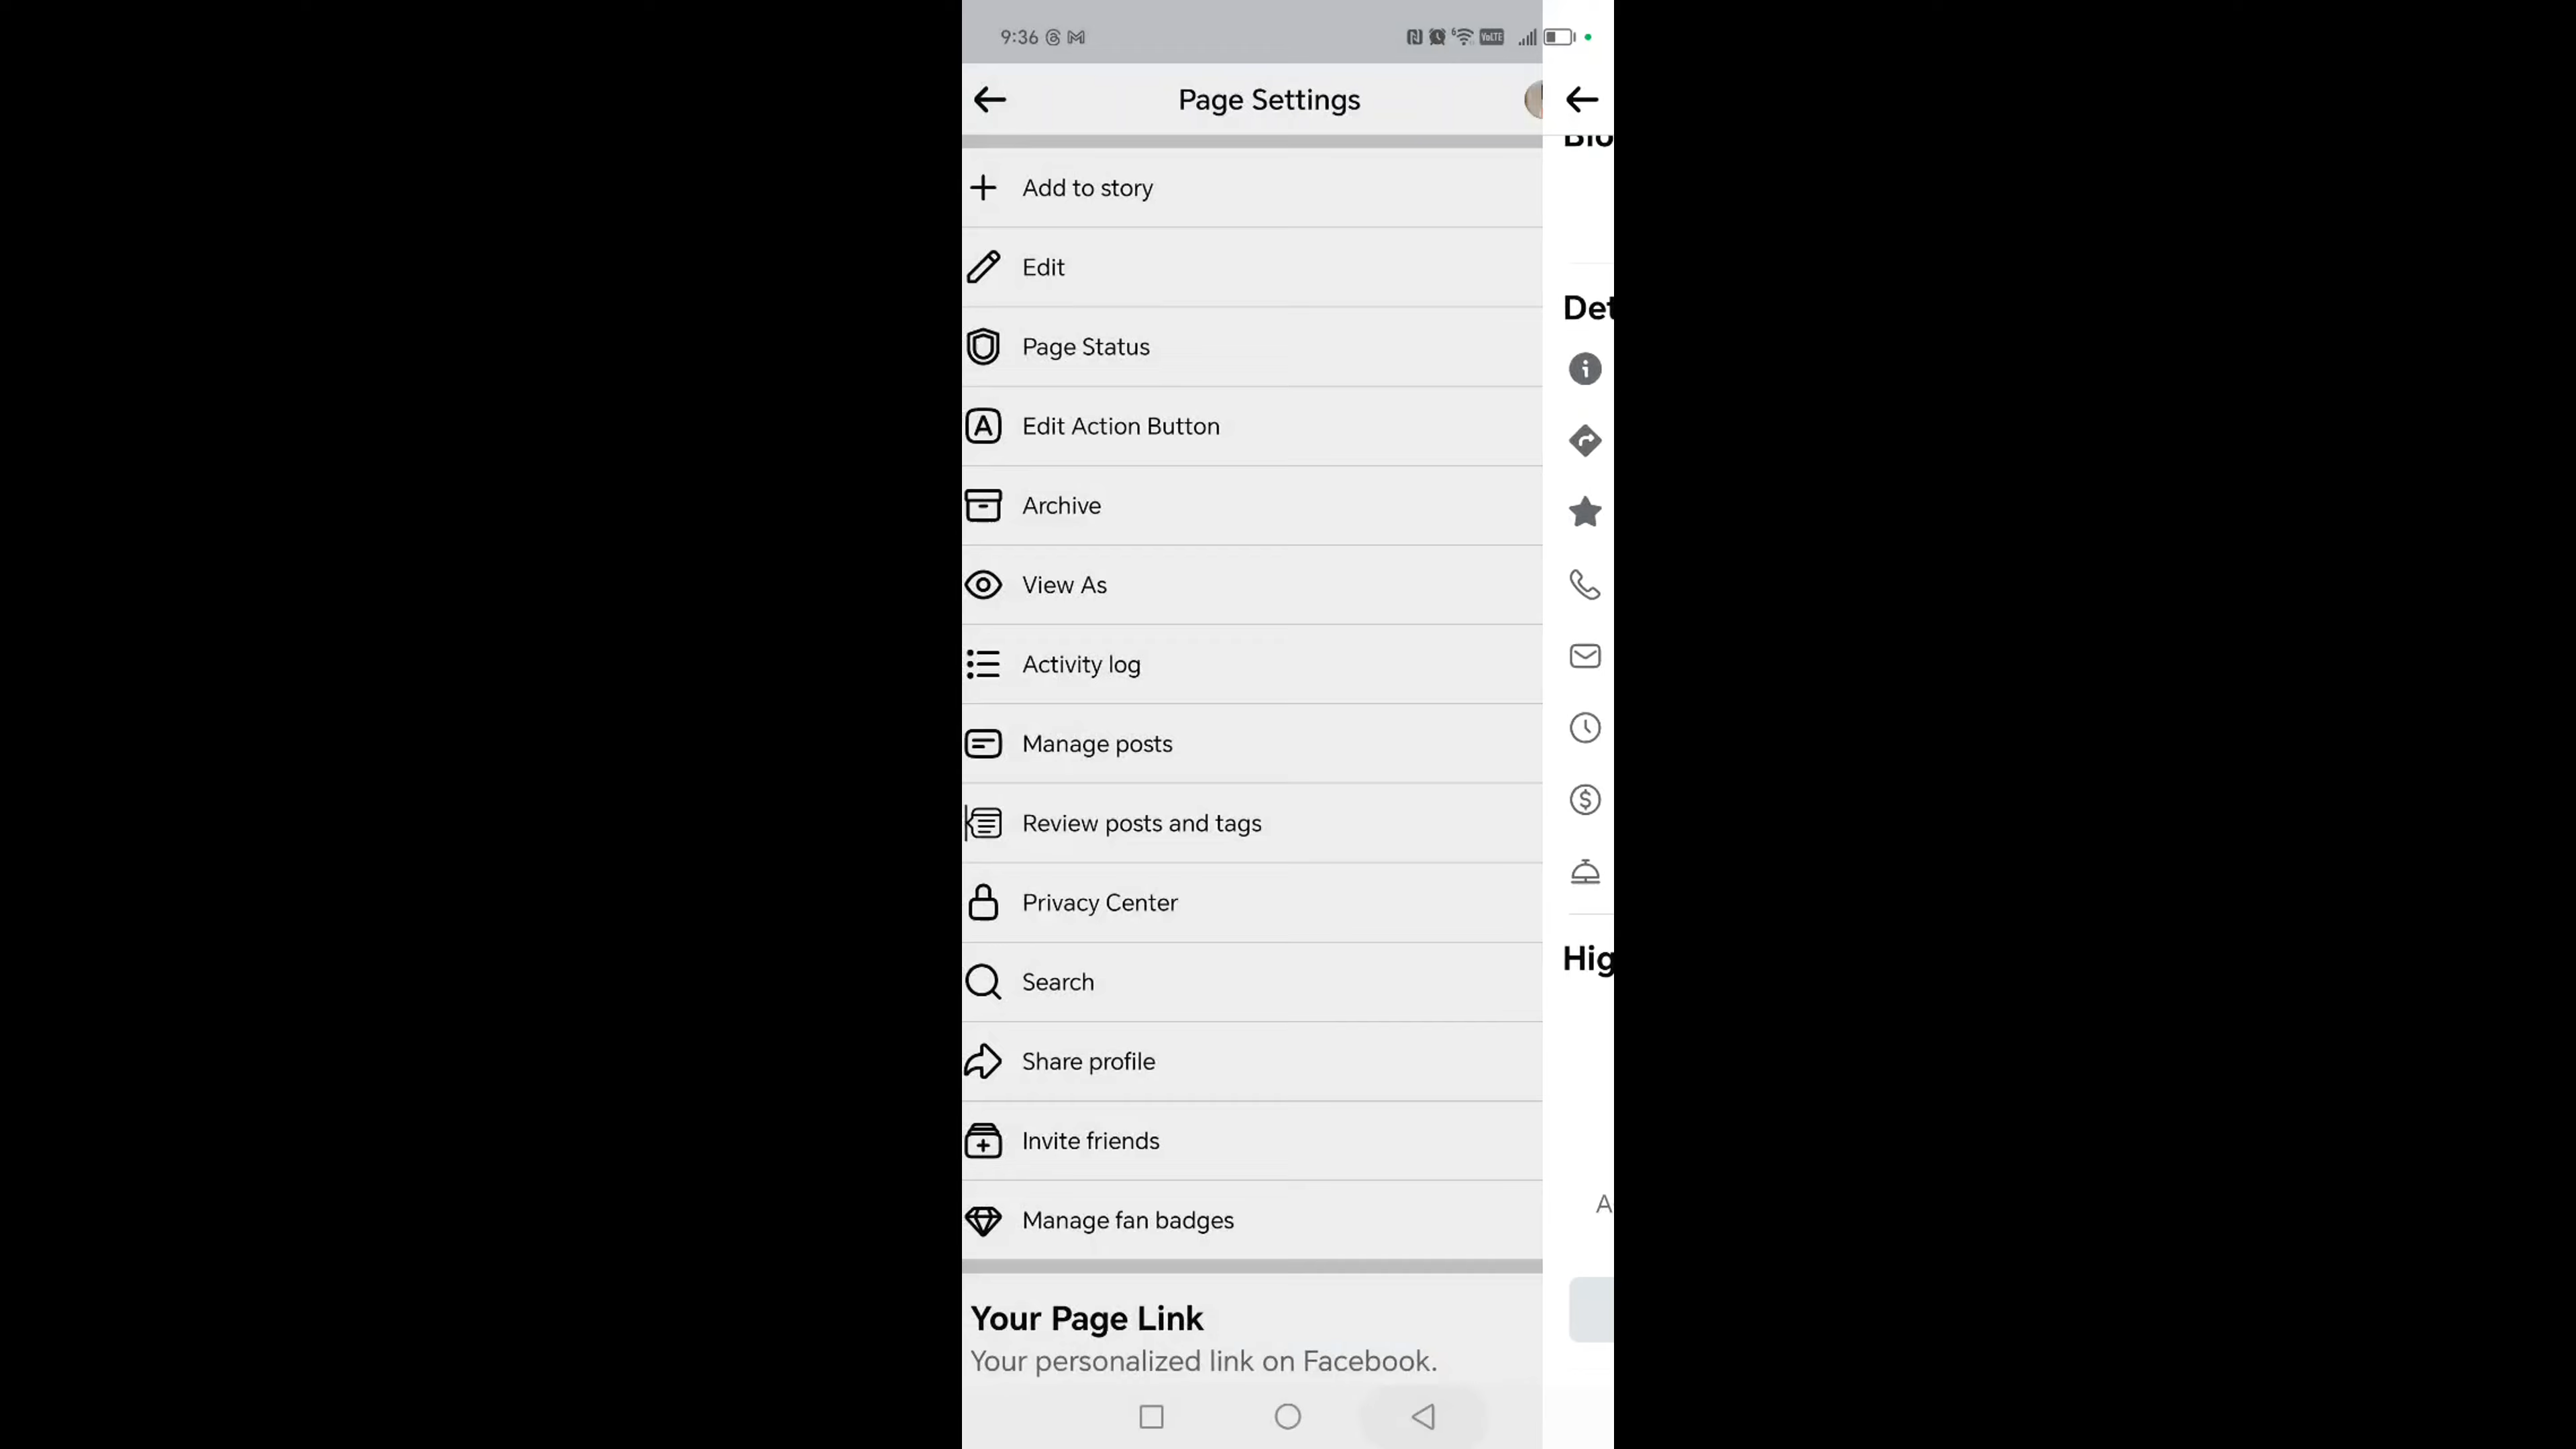 9:36
VoLTE
Page Settings
Add to story
Edit
Page Status
Edit Action Button
Archive
View As
Activity log
Manage posts
Review posts and tags
Privacy Center
Search
Share profile
Invite friends
Manage fan badges
Your Page Link
Your personalized link on Facebook.
Det
Hig
A